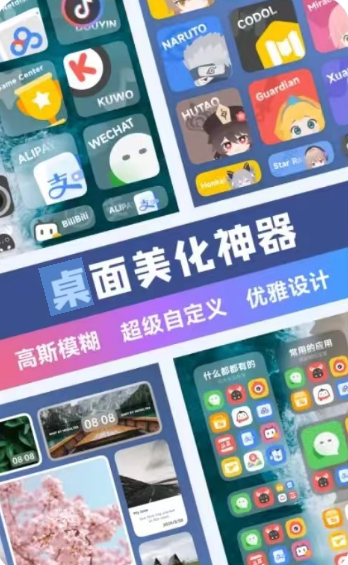 DOUYIN
Game Center
KUWO
ALIPAY
WECHAT
BiliBili
ALIPAY
NARUTO
CODOL
HUTAO
Guardian
桌面美化神器
高斯模糊 超级自定义 优雅设计
什么都都有的
常用的应用
08 08
08 08